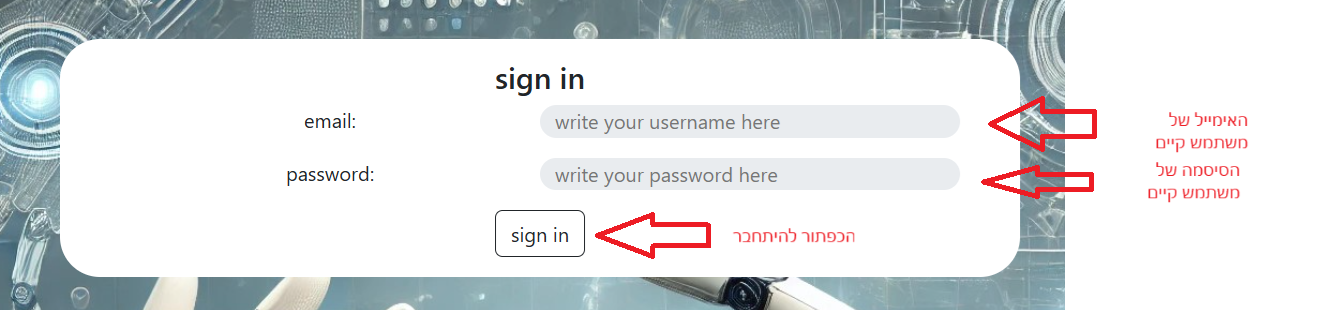 sign in
email:
write your username here
האימייל של
משתמש קיים
password:
write your password here
הסיסמה של
משתמש קיים
sign in
הכפתור להיתחבר